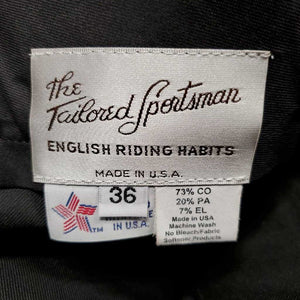 The
Tailored Sportsman
ENGLISH RIDING HABITS
MADE IN U.S.A.
36
TM
IN U.S.A.
73% CO
20% PA
7% EL
Made in USA
Machine Wash
No Bleach/Fabric
Softener Products